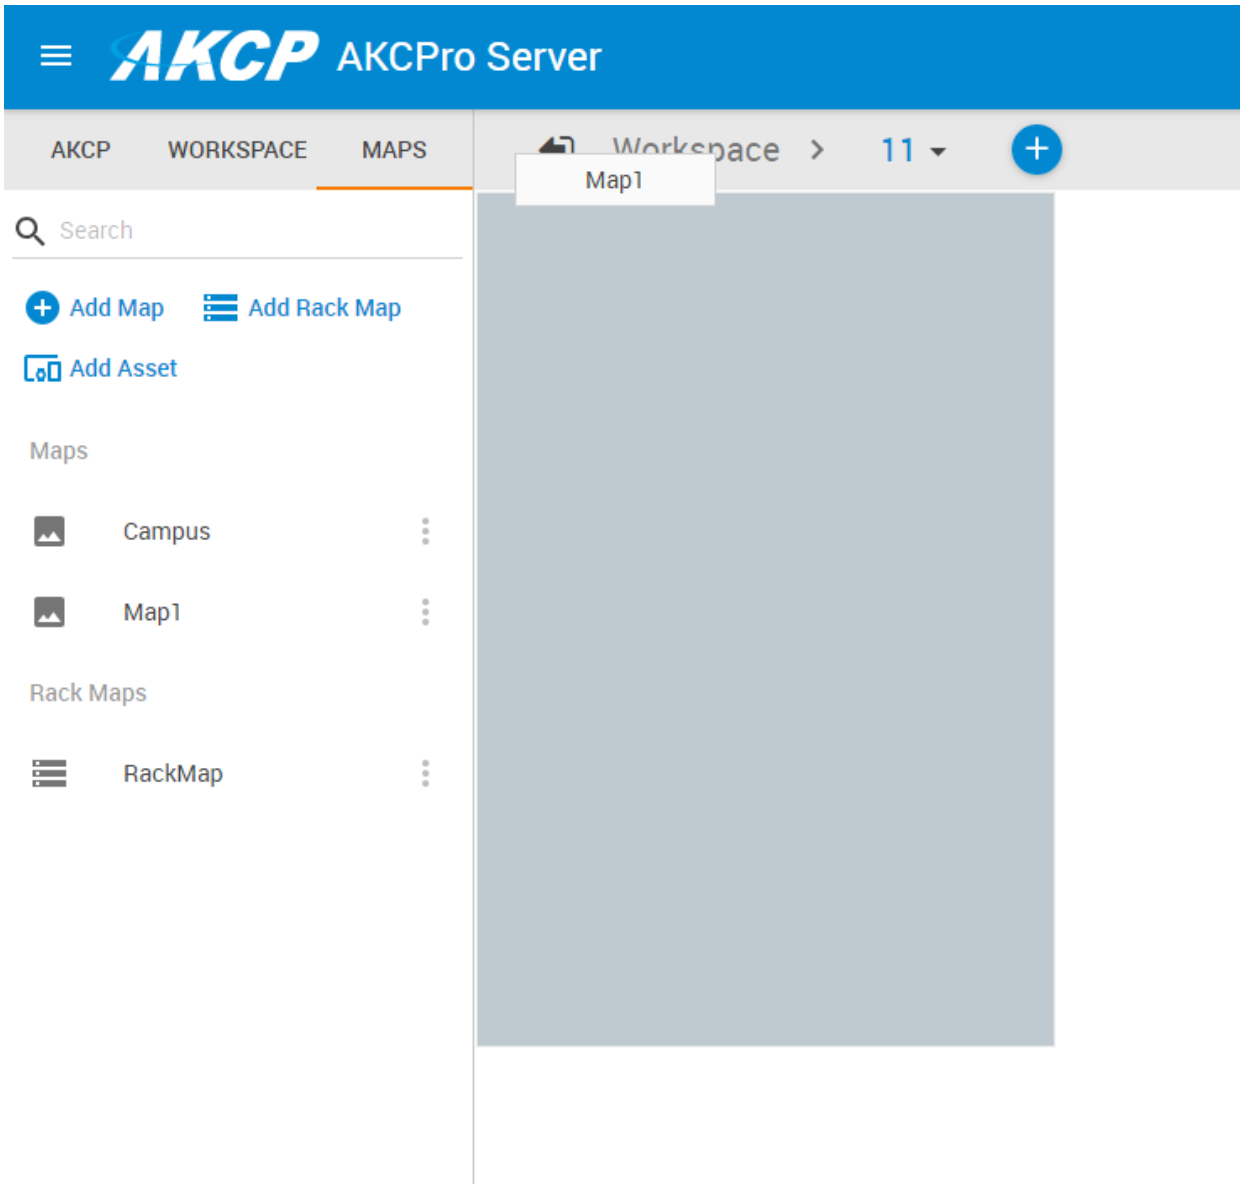 AKCP AKCPro Server
AKCP WORKSPACE MAPS
Workspace > 11
Map1
Search
Add Map Add Rack Map
Add Asset
Maps
Campus
Map1
Rack Maps
RackMap